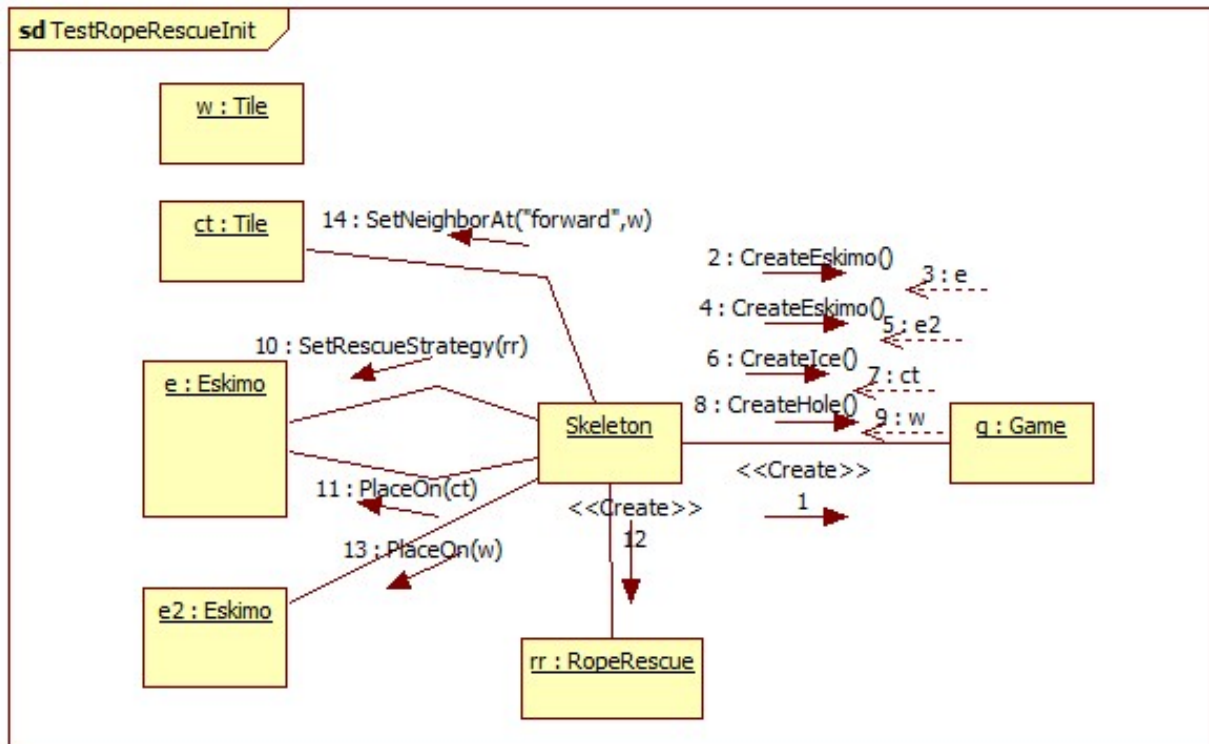 sd TestRopeRescueInit
w : Tile
ct : Tile
14 : SetNeighborAt("forward",w)
2 : CreateEskimo()
3 : e
4 : CreateEskimo()
5 : e2
10 : SetRescueStrategy(rr)
6 : CreateIce()
7 : ct
e : Eskimo
8 : CreateHole()
9 : w
Skeleton
g : Game
<<Create>>
1
11 : PlaceOn(ct)
<<Create>>
12
13 : PlaceOn(w)
e2 : Eskimo
rr : RopeRescue